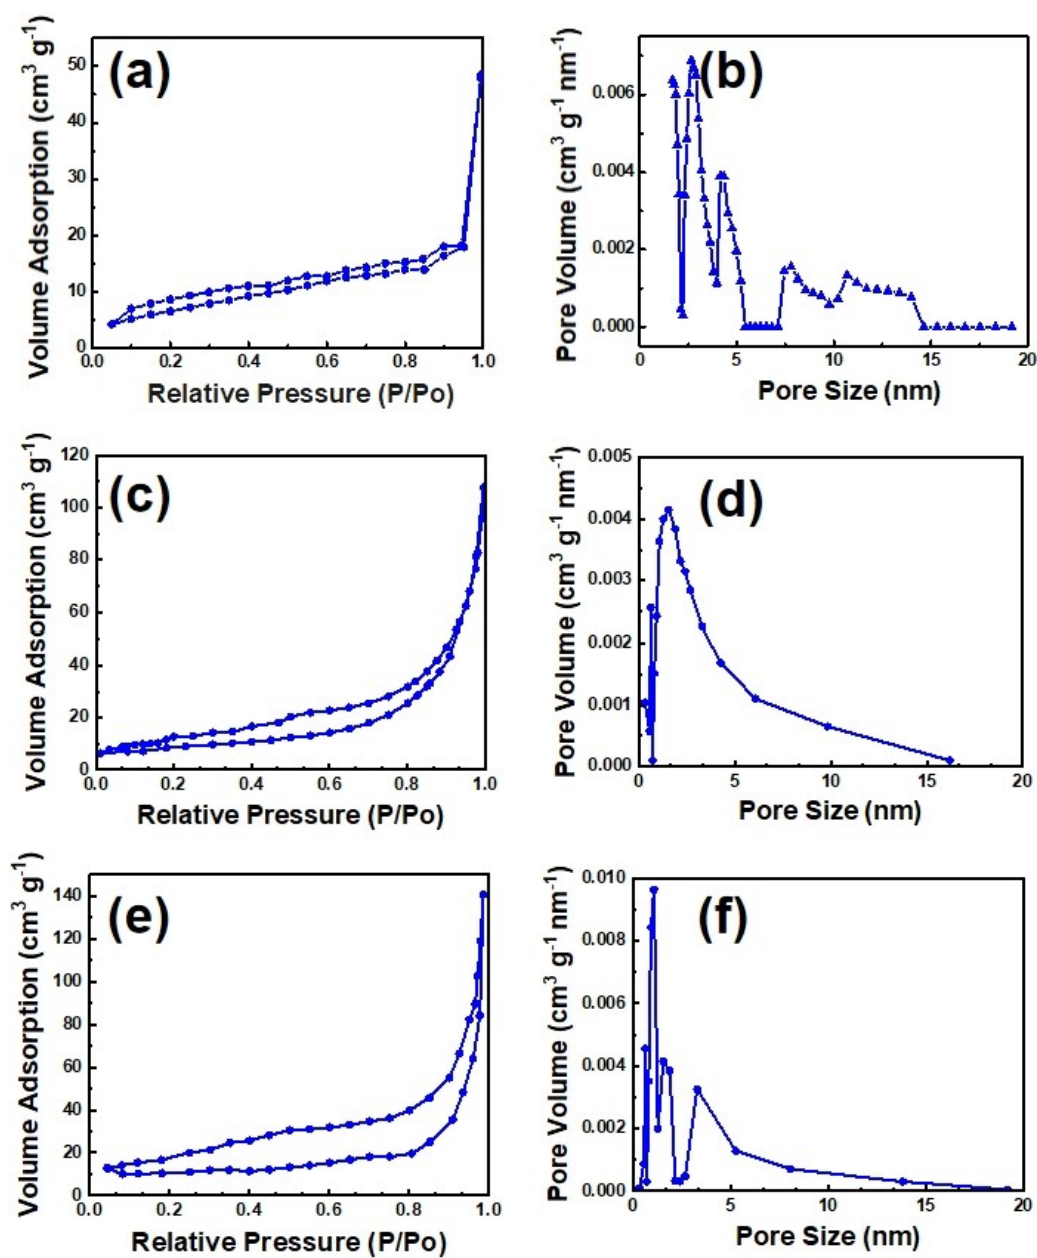 (a)
Volume Adsorption (cm³ g⁻¹)
50
40
30
20
10
0
0.0 0.2 0.4 0.6 0.8 1.0
Relative Pressure (P/Po)
(b)
Pore Volume (cm³ g⁻¹ nm⁻¹)
0.006
0.004
0.002
0.000
0 5 10 15 20
Pore Size (nm)
(c)
Volume Adsorption (cm³ g⁻¹)
120
100
80
60
40
20
0
0.0 0.2 0.4 0.6 0.8 1.0
Relative Pressure (P/Po)
(d)
Pore Volume (cm³ g⁻¹ nm⁻¹)
0.005
0.004
0.003
0.002
0.001
0.000
0 5 10 15 20
Pore Size (nm)
(e)
Volume Adsorption (cm³ g⁻¹)
140
120
100
80
60
40
20
0
0.0 0.2 0.4 0.6 0.8 1.0
Relative Pressure (P/Po)
(f)
Pore Volume (cm³ g⁻¹ nm⁻¹)
0.010
0.008
0.006
0.004
0.002
0.000
0 5 10 15 20
Pore Size (nm)